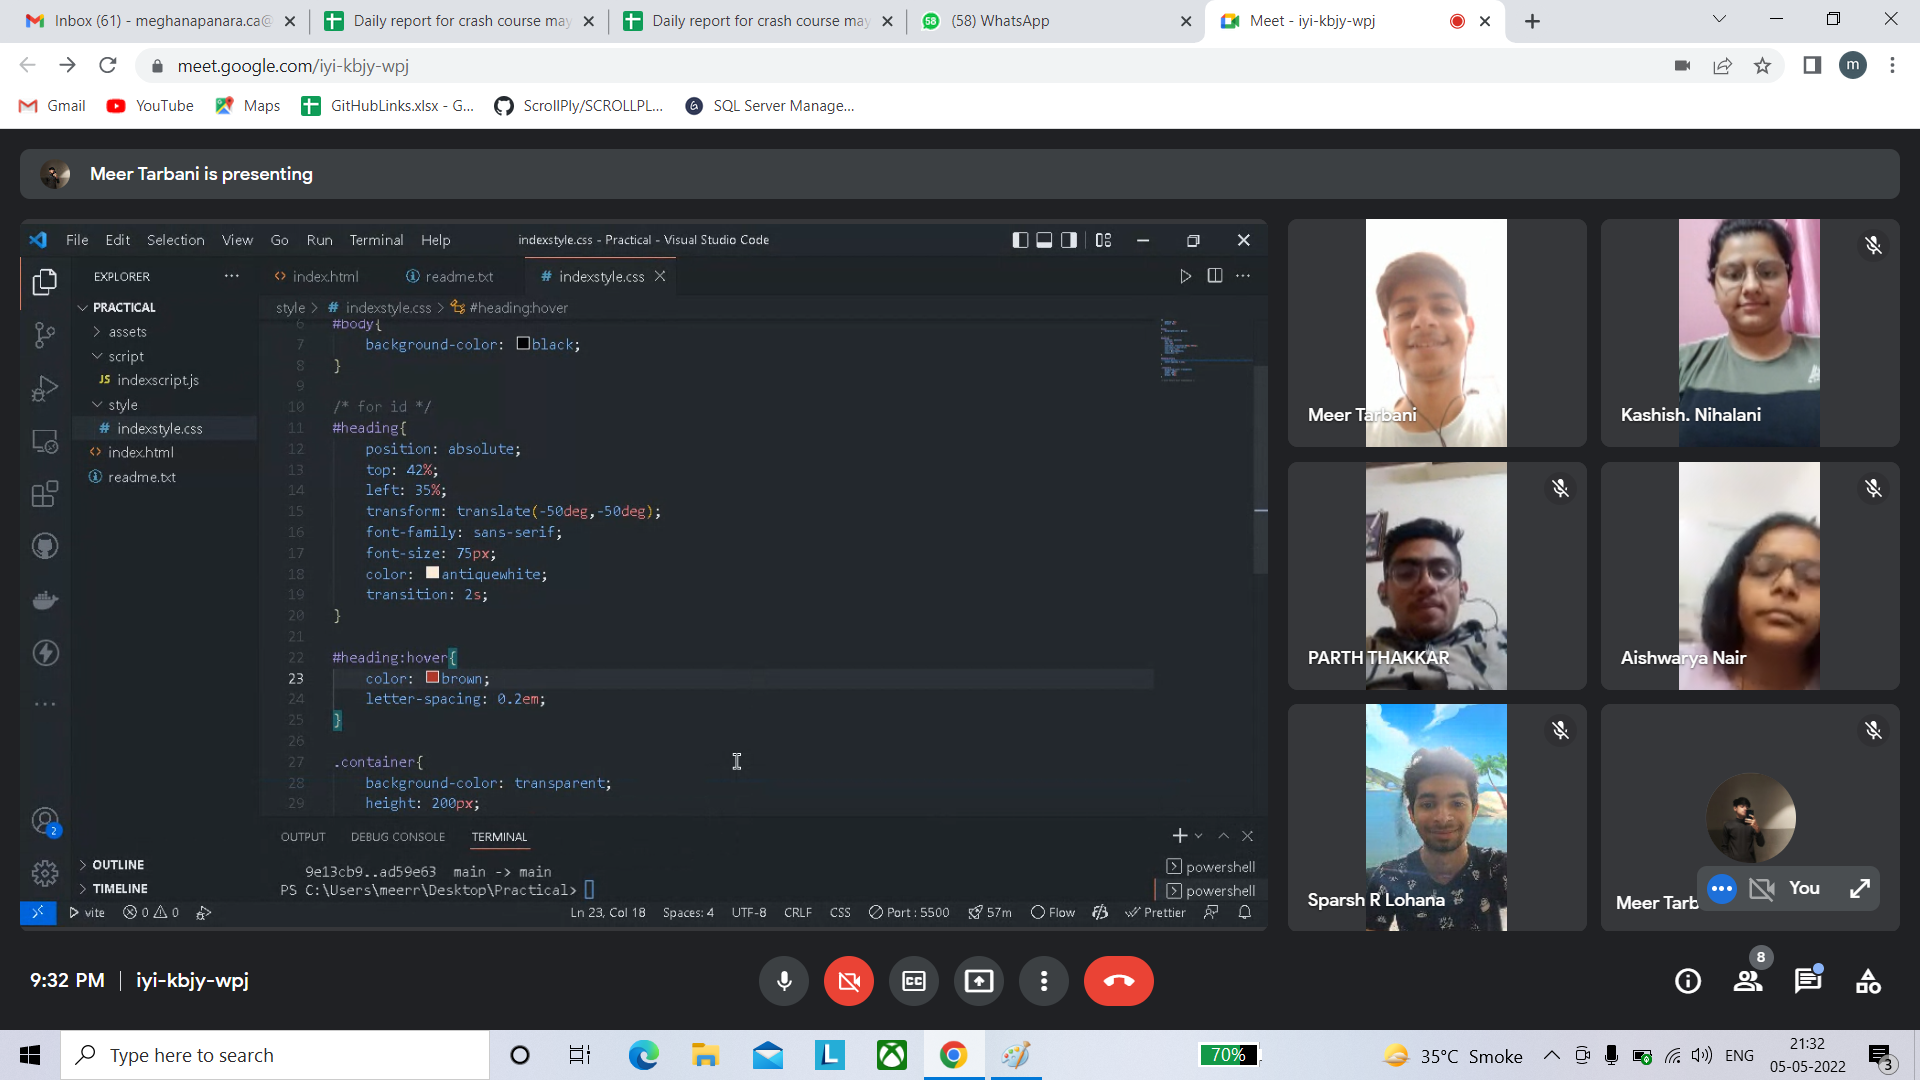 Inbox (61) - meghanapanara.ca@
Daily report for crash course may
Daily report for crash course may
58
(58) WhatsApp
Meet - iyi-kbjy-wpj
meet.google.com/iyi-kbjy-wpj
m
Gmail
YouTube
Maps
GitHubLinks.xlsx - G...
ScrollPly/SCROLLPL...
SQL Server Manage...
Meer Tarbani is presenting
File Edit Selection View Go Run Terminal Help
indexstyle.css - Practical - Visual Studio Code
EXPLORER
index.html
readme.txt
# indexstyle.css
PRACTICAL
assets
script
JS indexscript.js
style
# indexstyle.css
index.html
readme.txt
style > # indexstyle.css > #heading:hover
6 #body{
7 background-color: black;
8 }
9
10 /* for id */
11 #heading{
12 position: absolute;
13 top: 42%;
14 left: 35%;
15 transform: translate(-50deg,-50deg);
16 font-family: sans-serif;
17 font-size: 75px;
18 color: antiquewhite;
19 transition: 2s;
20 }
21
22 #heading:hover{
23 color: brown;
24 letter-spacing: 0.2em;
25 }
26
27 .container{
28 background-color: transparent;
29 height: 200px;
2
OUTLINE
TIMELINE
OUTPUT DEBUG CONSOLE TERMINAL
9e13cb9..ad59e63 main -> main
PS C:\Users\meerr\Desktop\Practical>
powershell
powershell
vite 0 0
Ln 23, Col 18 Spaces: 4 UTF-8 CRLF CSS Port : 5500 57m Flow Prettier
Meer Tarbani
Kashish. Nihalani
PARTH THAKKAR
Aishwarya Nair
Sparsh R Lohana
Meer Tarb
You
9:32 PM | iyi-kbjy-wpj
8
Type here to search
L
70%
35°C Smoke
ENG
21:32
05-05-2022
3